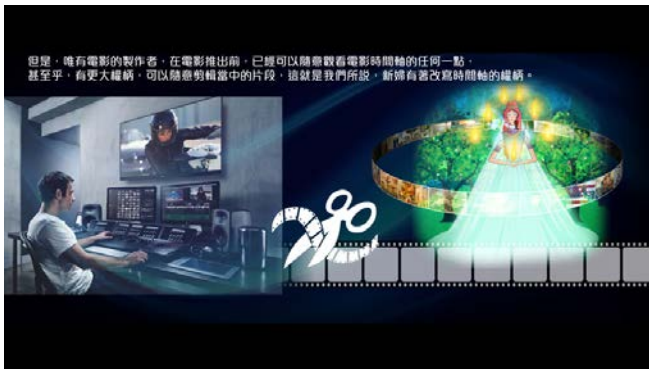 但是，唯有電影的製作者，在電影推出前，已經可以隨意觀看電影時間軸的任何一點，
甚至乎，有更大權柄，可以隨意剪輯當中的片段，這就是我們所說，新婦有著改寫時間軸的權柄。